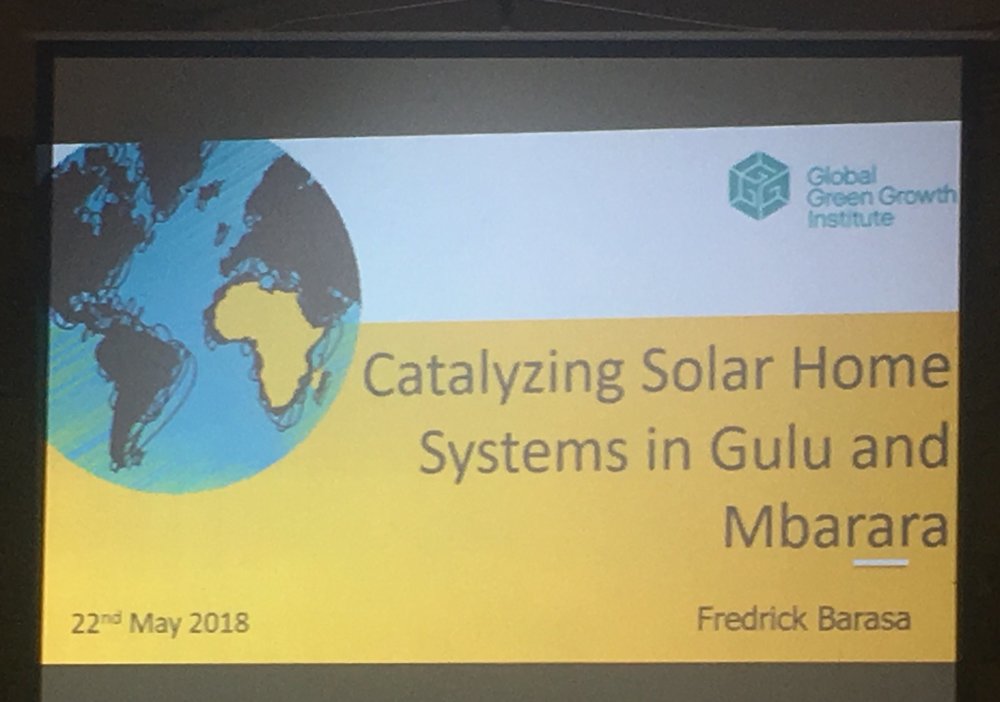 Global
Green Growth
Institute
Catalyzing Solar Home
Systems in Gulu and
Mbarara
22nd May 2018
Fredrick Barasa